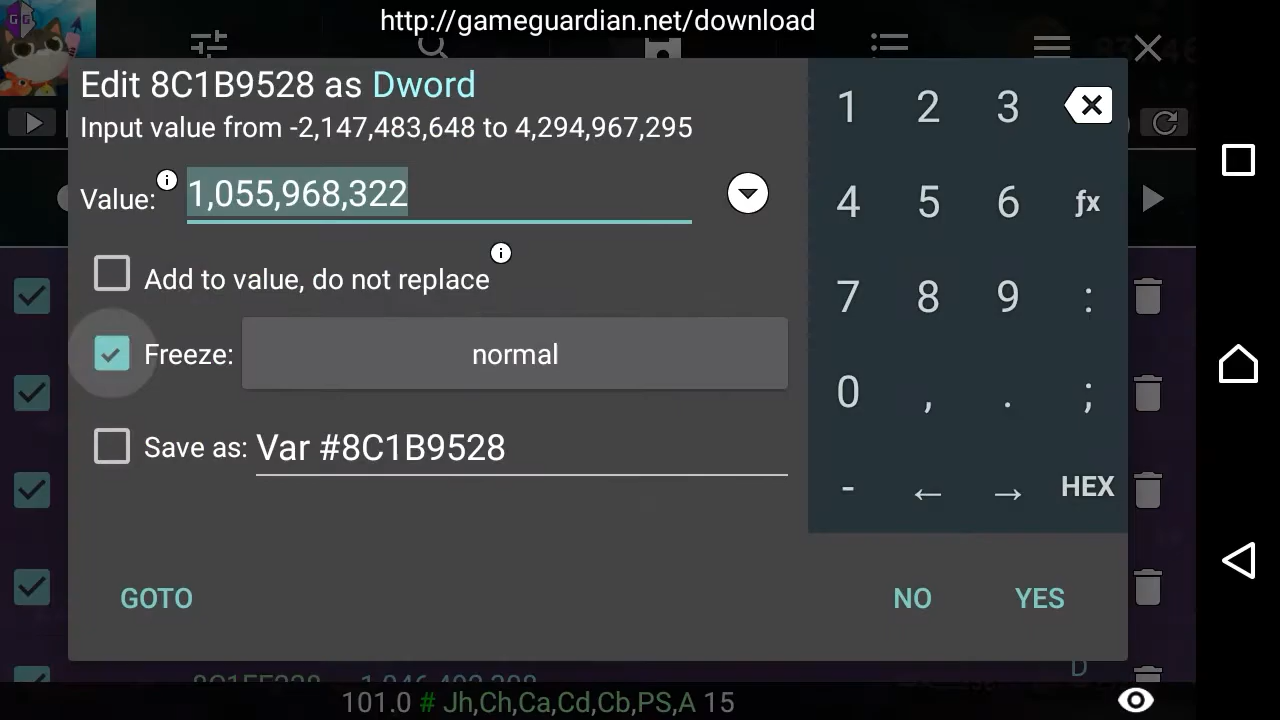 http://gameguardian.net/download
Edit 8C1B9528 as Dword
Input value from -2,147,483,648 to 4,294,967,295
Value: 1,055,968,322
Add to value, do not replace
Freeze: normal
Save as: Var #8C1B9528
GOTO NO YES
1 2 3
4 5 6 ƒx
7 8 9 :
0 , . ;
- ← → HEX
D
101.0 # Jh,Ch,Ca,Cd,Cb,PS,A 15